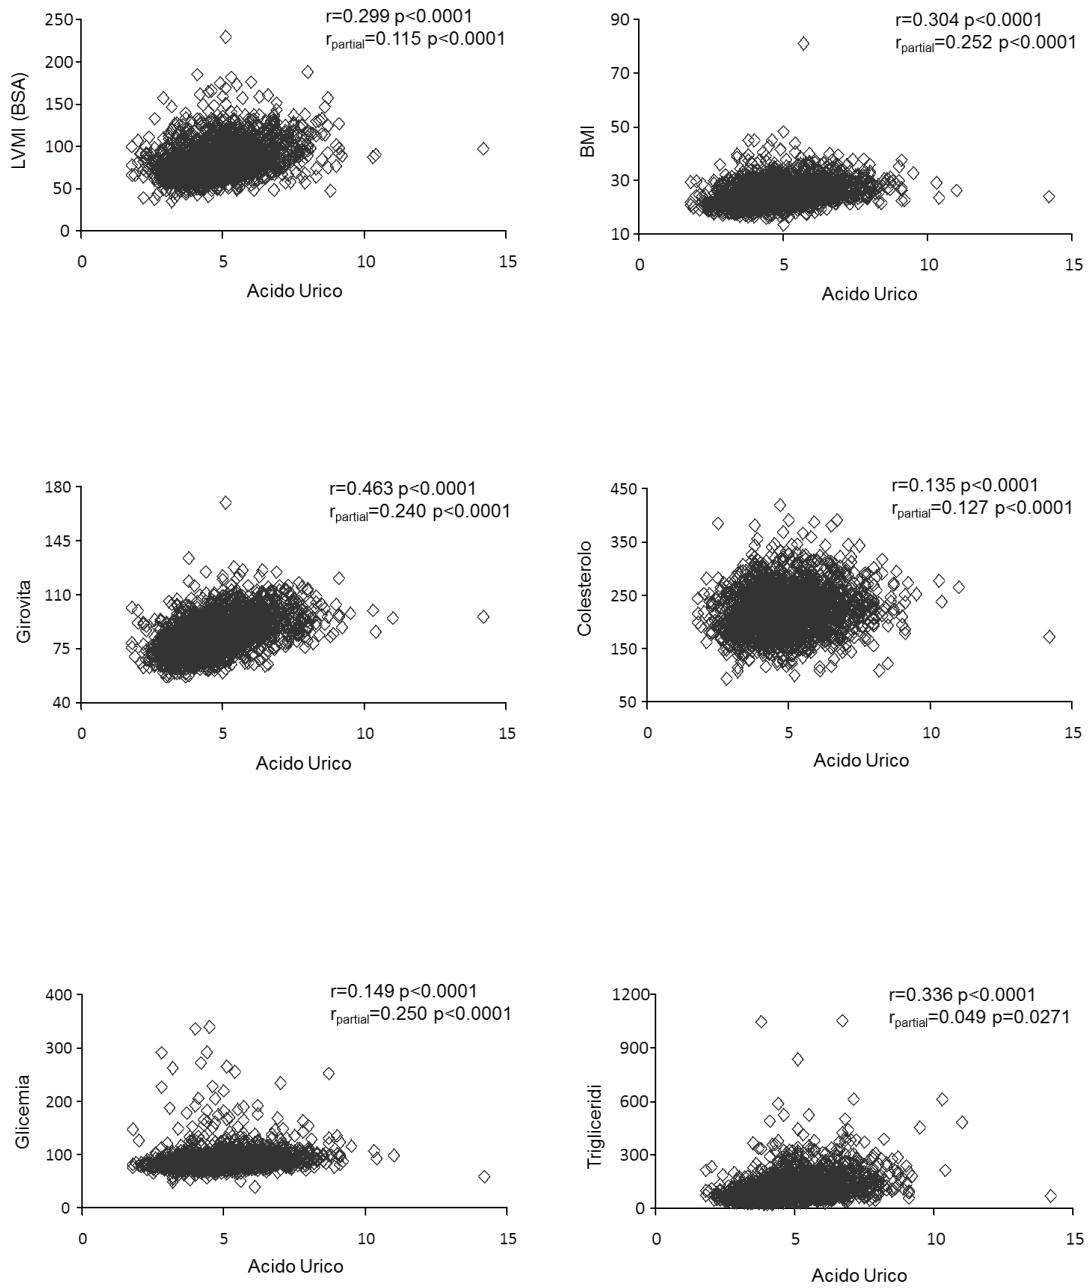 r=0.299 p<0.0001
rpartial=0.115 p<0.0001
250
200
150
100
50
0
LVMI (BSA)
0 5 10 15
Acido Urico
r=0.304 p<0.0001
rpartial=0.252 p<0.0001
90
70
50
30
10
BMI
0 5 10 15
Acido Urico
r=0.463 p<0.0001
rpartial=0.240 p<0.0001
180
145
110
75
40
Girovita
0 5 10 15
Acido Urico
r=0.135 p<0.0001
rpartial=0.127 p<0.0001
450
350
250
150
50
Colesterolo
0 5 10 15
Acido Urico
r=0.149 p<0.0001
rpartial=0.250 p<0.0001
400
300
200
100
0
Glicemia
0 5 10 15
Acido Urico
r=0.336 p<0.0001
rpartial=0.049 p=0.0271
1200
900
600
300
0
Trigliceridi
0 5 10 15
Acido Urico